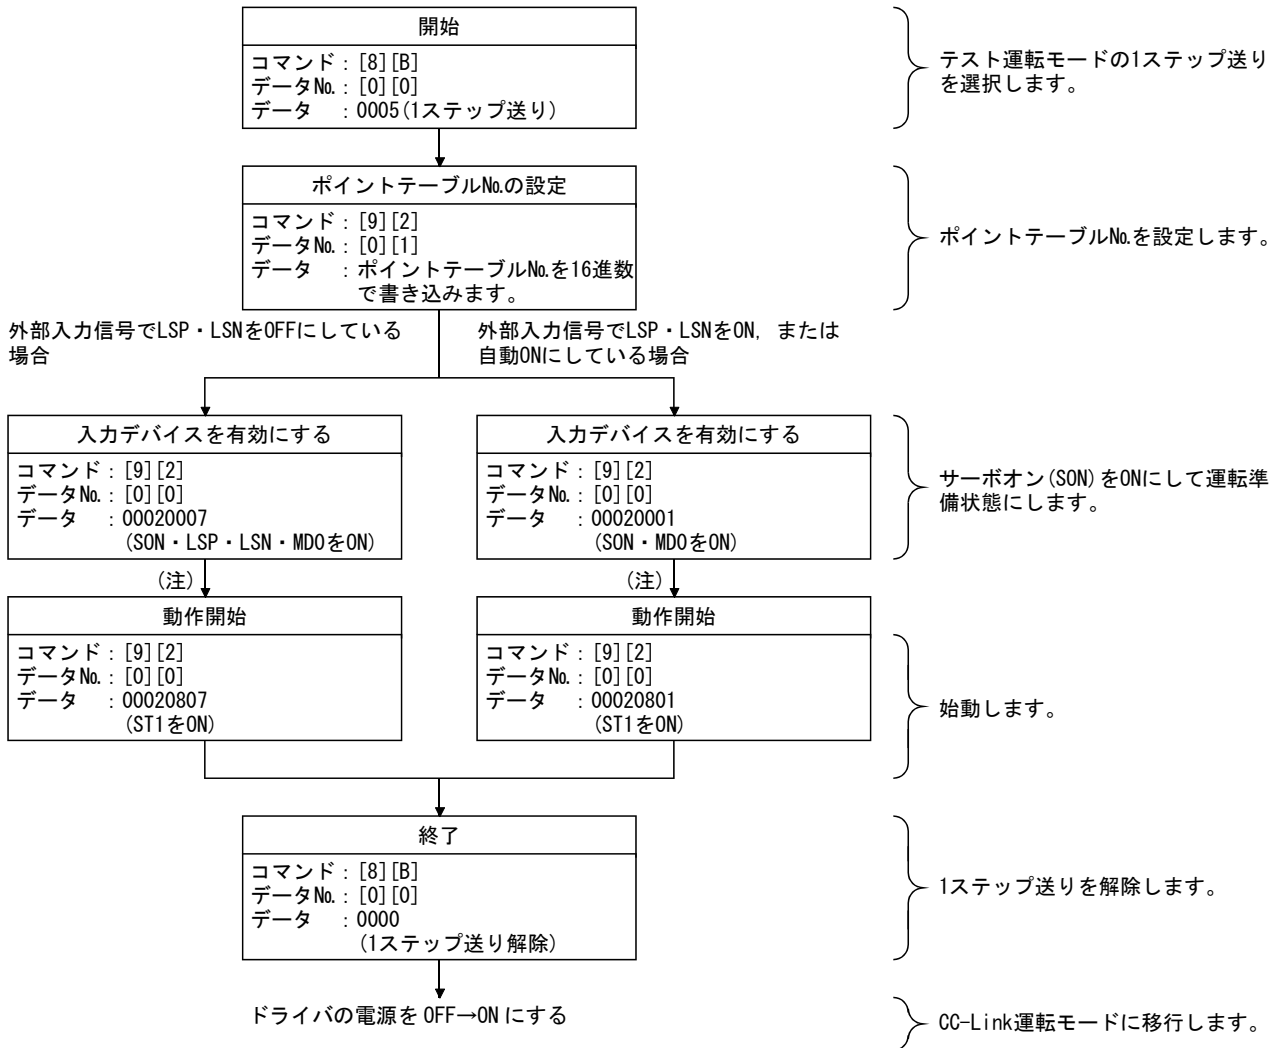 開始
コマンド：[8][B]
データ№：[0][0]
データ　：0005(1ステップ送り)
テスト運転モードの1ステップ送り
を選択します。
ポイントテーブル№の設定
コマンド：[9][2]
データ№：[0][1]
データ　：ポイントテーブル№を16進数
で書き込みます。
ポイントテーブル№を設定します。
外部入力信号でLSP・LSNをOFFにしている
場合
外部入力信号でLSP・LSNをON，または
自動ONにしている場合
入力デバイスを有効にする
コマンド：[9][2]
データ№：[0][0]
データ　：00020007
(SON・LSP・LSN・MD0をON)
入力デバイスを有効にする
コマンド：[9][2]
データ№：[0][0]
データ　：00020001
(SON・MD0をON)
サーボオン(SON)をONにして運転準
備状態にします。
(注)
(注)
動作開始
コマンド：[9][2]
データ№：[0][0]
データ　：00020807
(ST1をON)
動作開始
コマンド：[9][2]
データ№：[0][0]
データ　：00020801
(ST1をON)
始動します。
終了
コマンド：[8][B]
データ№：[0][0]
データ　：0000
(1ステップ送り解除)
1ステップ送りを解除します。
ドライバの電源を OFF→ON にする
CC-Link運転モードに移行します。